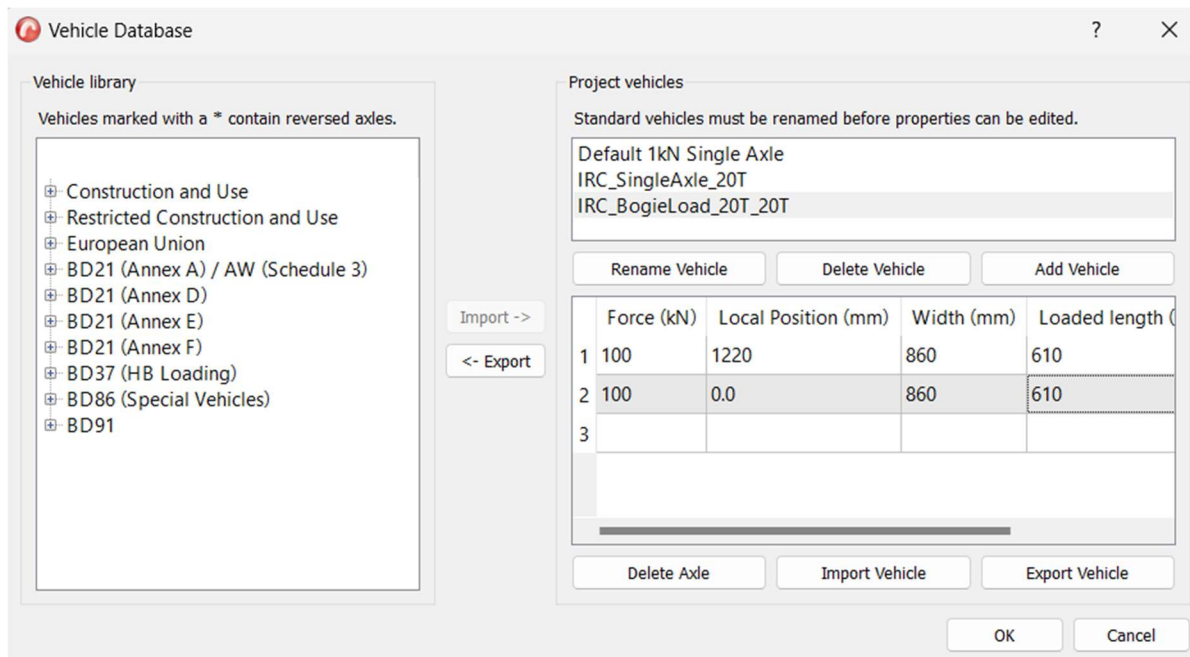 Vehicle Database
?
Vehicle library
Vehicles marked with a * contain reversed axles.
Construction and Use
Restricted Construction and Use
European Union
BD21 (Annex A) / AW (Schedule 3)
BD21 (Annex D)
BD21 (Annex E)
BD21 (Annex F)
BD37 (HB Loading)
BD86 (Special Vehicles)
BD91
Import ->
<- Export
Project vehicles
Standard vehicles must be renamed before properties can be edited.
Default 1kN Single Axle
IRC_SingleAxle_20T
IRC_BogieLoad_20T_20T
Rename Vehicle Delete Vehicle Add Vehicle
Force (kN) Local Position (mm) Width (mm) Loaded length (
1 100 1220 860 610
2 100 0.0 860 610
3
Delete Axle Import Vehicle Export Vehicle
OK Cancel